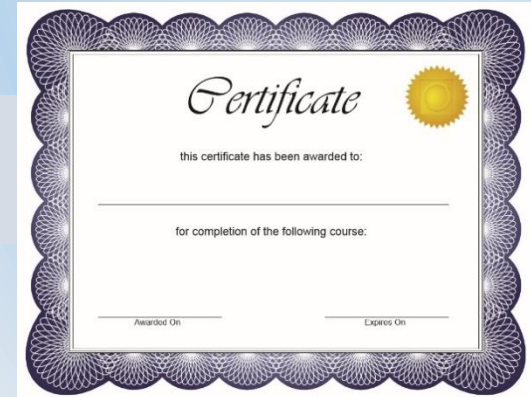 Certificate
this certificate has been awarded to:
for completion of the following course:
Awarded On Expires On